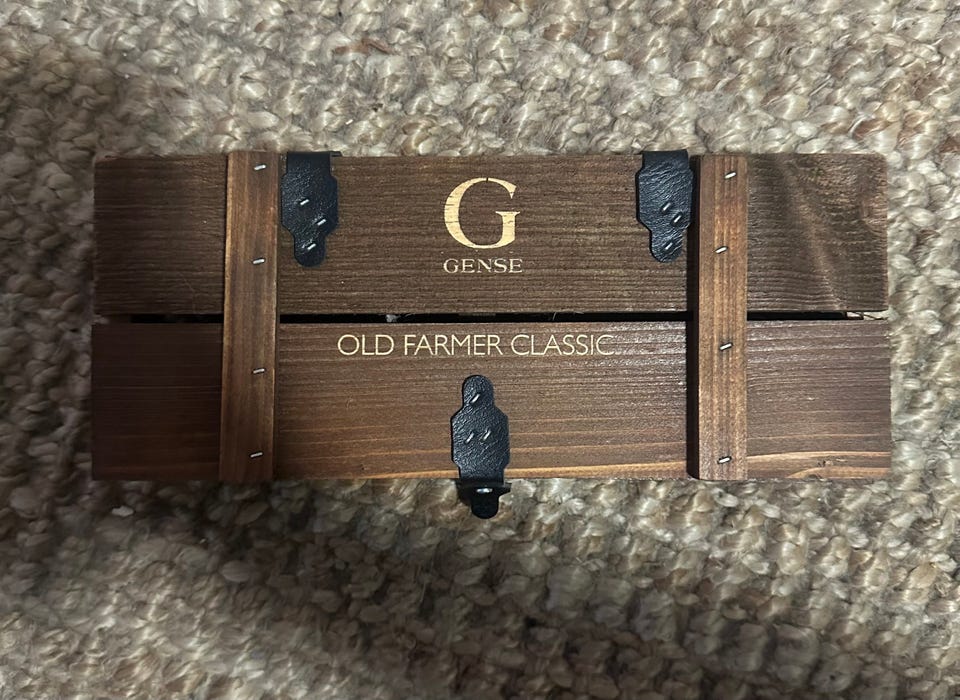 G
GENSE
OLD FARMER CLASSIC.